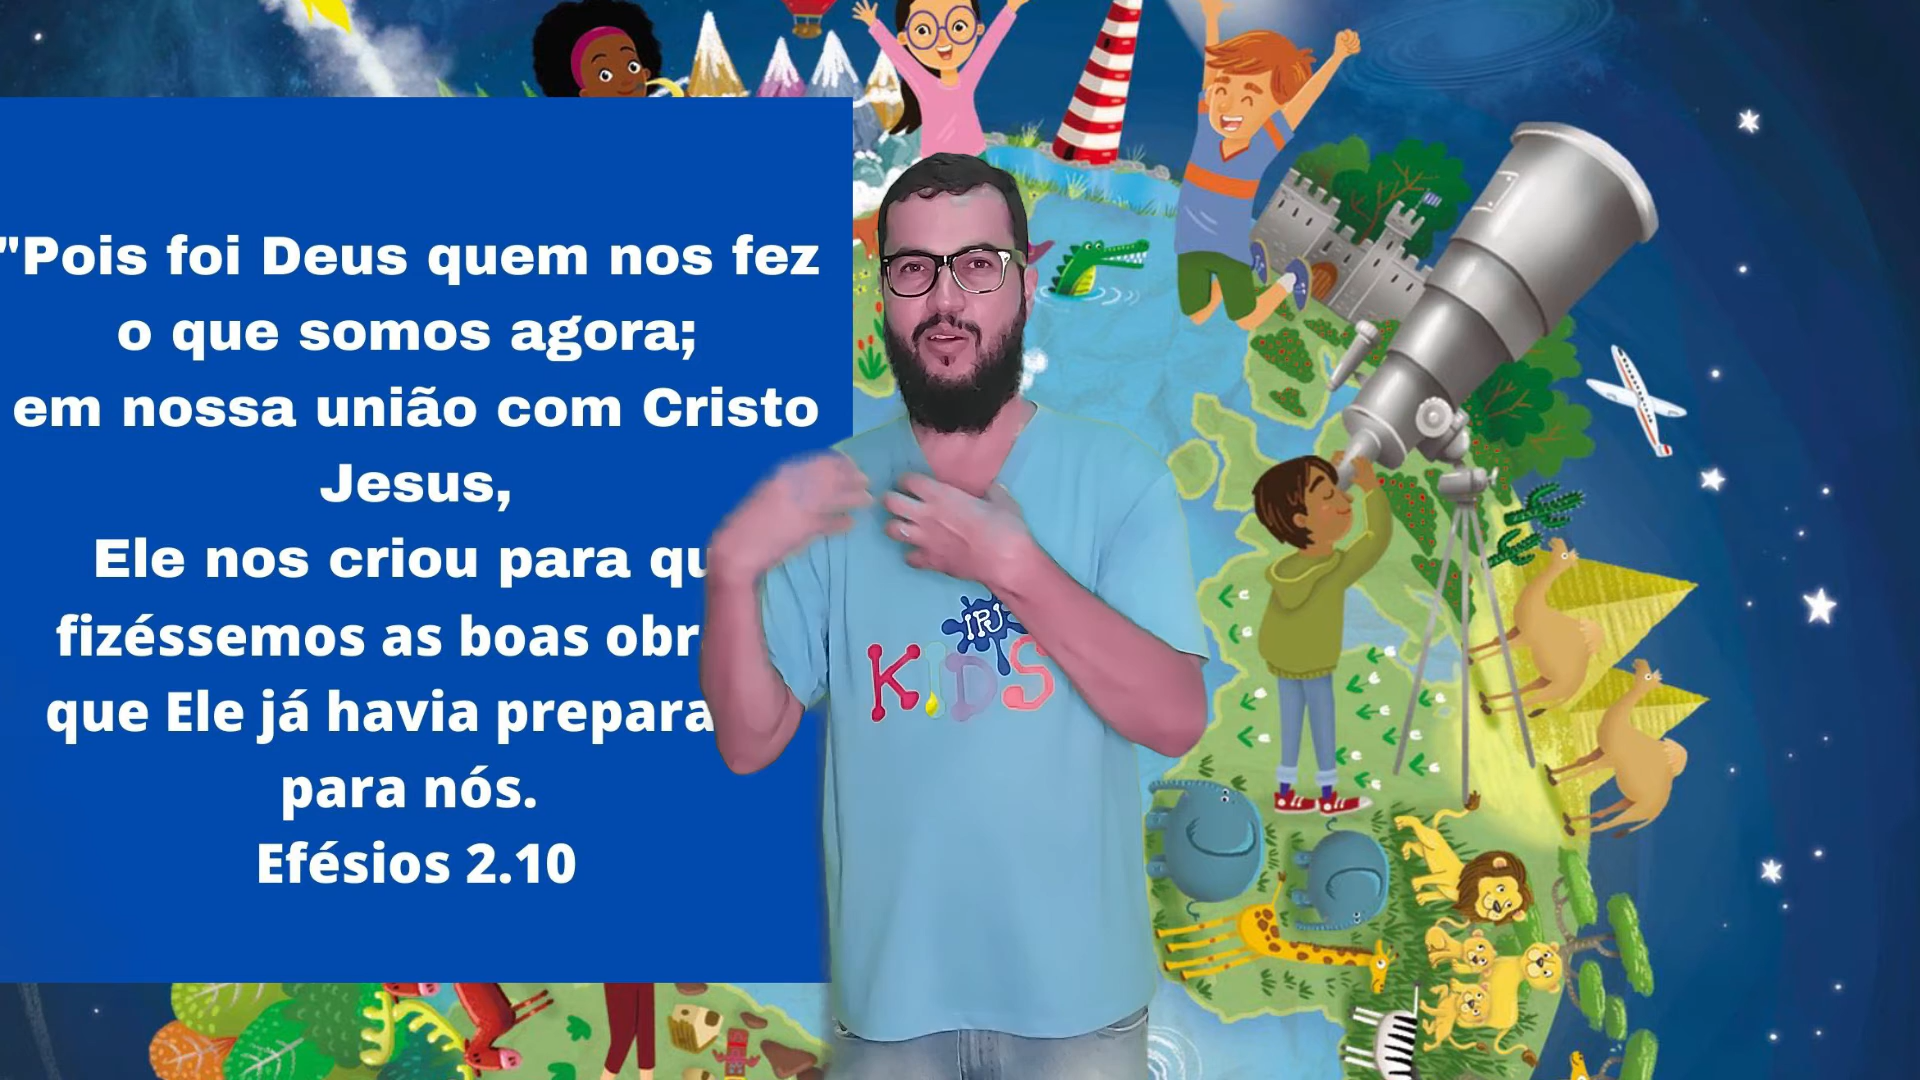 "Pois foi Deus quem nos fez
o que somos agora;
em nossa união com Cristo
Jesus,
Ele nos criou para qu
fizéssemos as boas obr
que Ele já havia prepara
para nós.
Efésios 2.10
IPU
KIDS